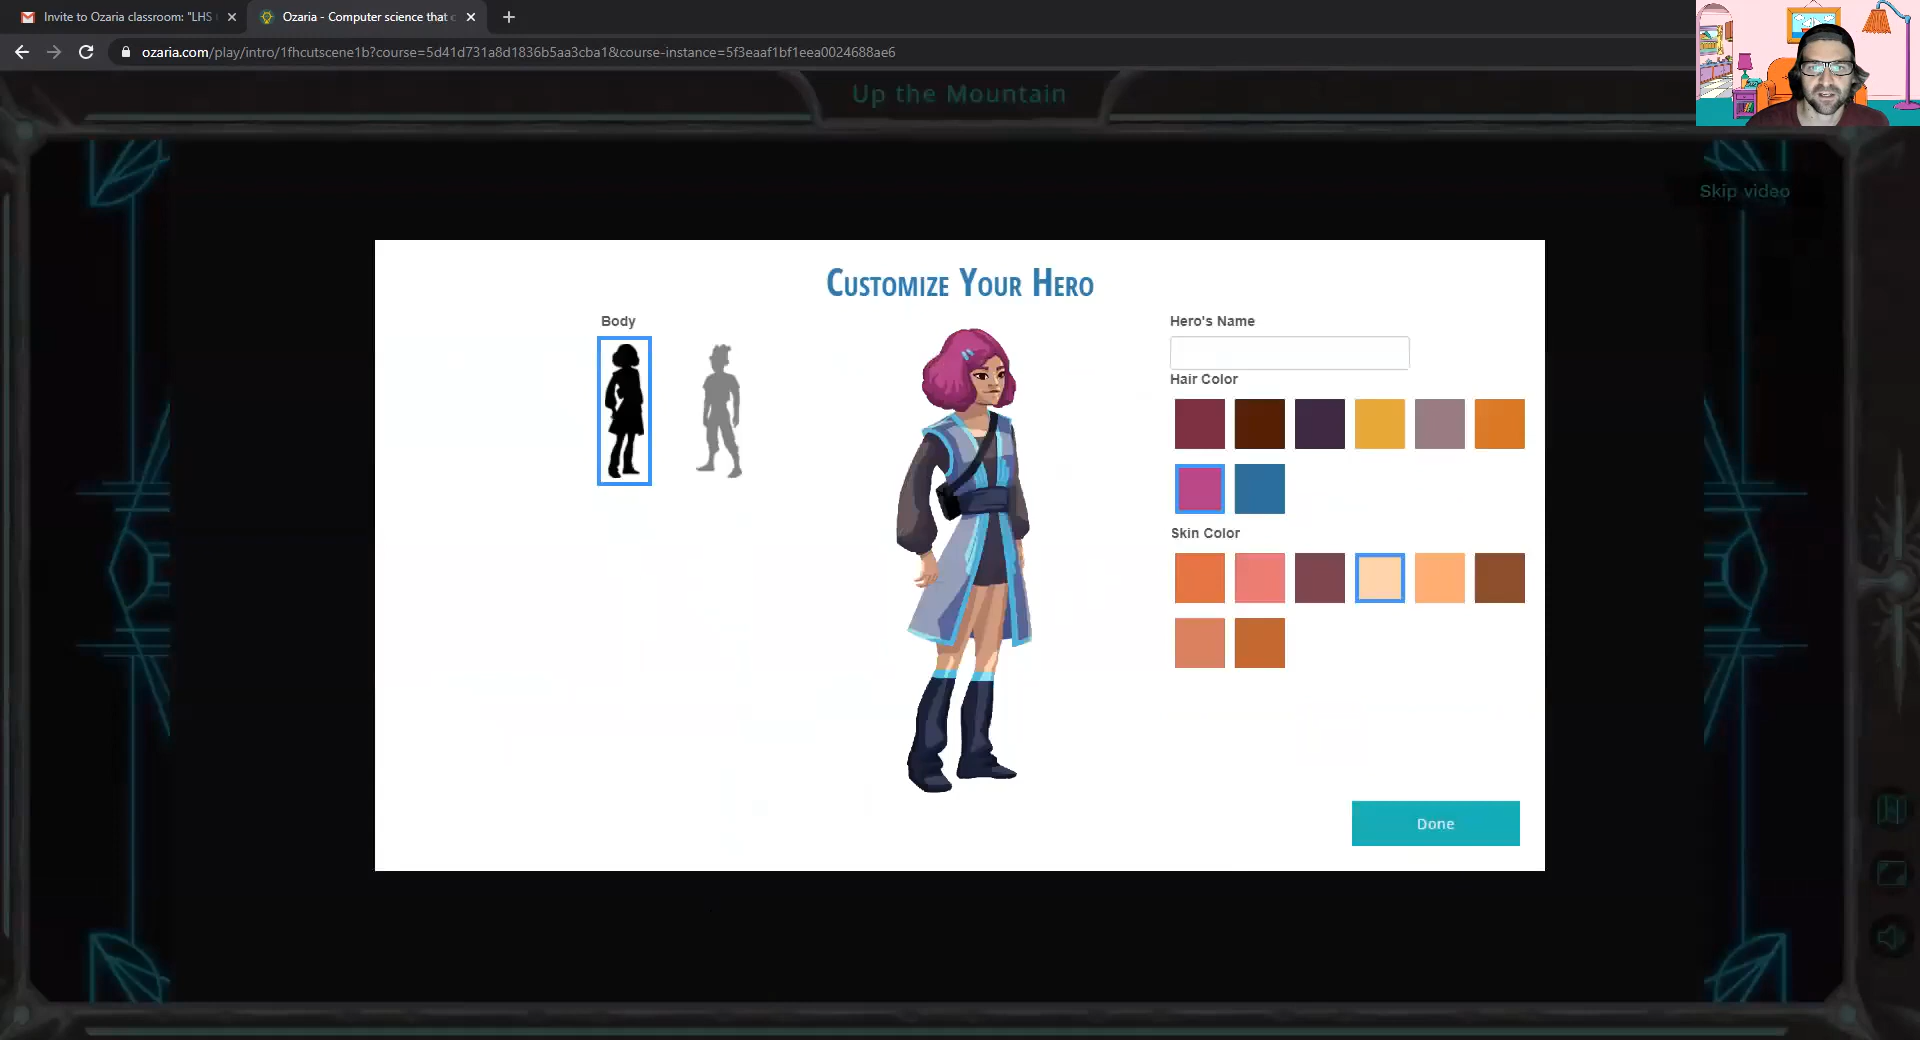 Invite to Ozaria classroom: "LHS
Ozaria - Computer science that c
ozaria.com/play/intro/1fhcutscene1b?course=5d41d731a8d1836b5aa3cba1&course-instance=5f3eaaf1bf1eea0024688ae6
Up the Mountain
Skip video
Customize Your Hero
Body
Hero's Name
Hair Color
Skin Color
Done